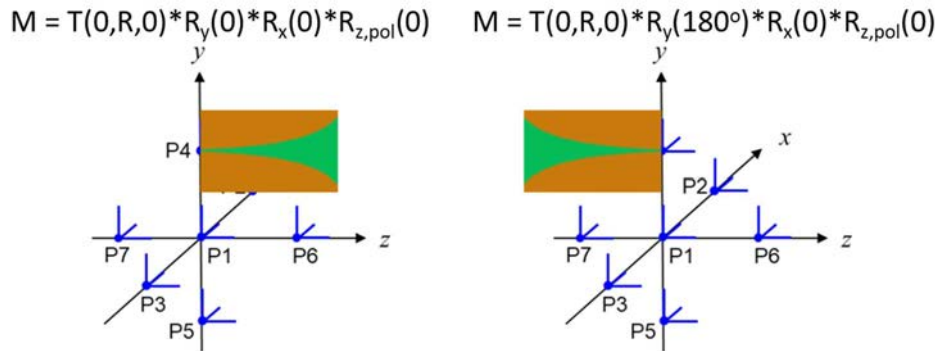 M = T(0,R,0)*Ry(0)*Rx(0)*Rz,pol(0) M = T(0,R,0)*Ry(180º)*Rx(0)*Rz,pol(0)
y y
P4
x
P2
z z
P7 P1 P6 P7 P1 P6
P3 P3
P5 P5